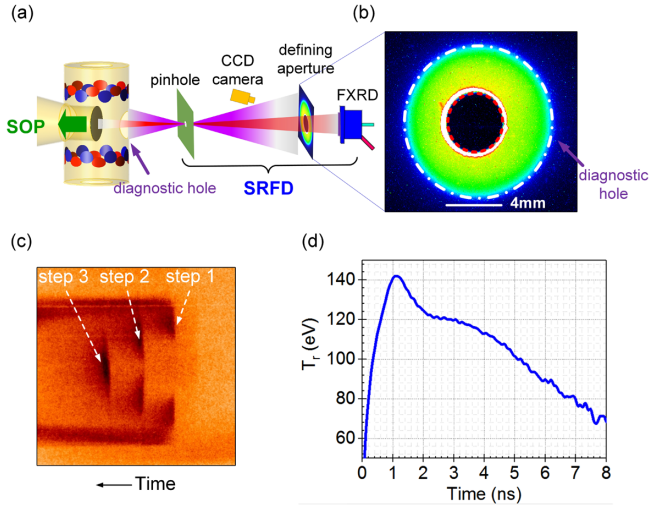 (a)
CCD
camera
defining
aperture
pinhole
FXRD
SOP
diagnostic hole
SRFD
(b)
4mm
diagnostic
hole
(c)
step 3
step 2
step 1
Time
(d)
140
120
100
80
60
T_r (eV)
0 1 2 3 4 5 6 7 8
Time (ns)